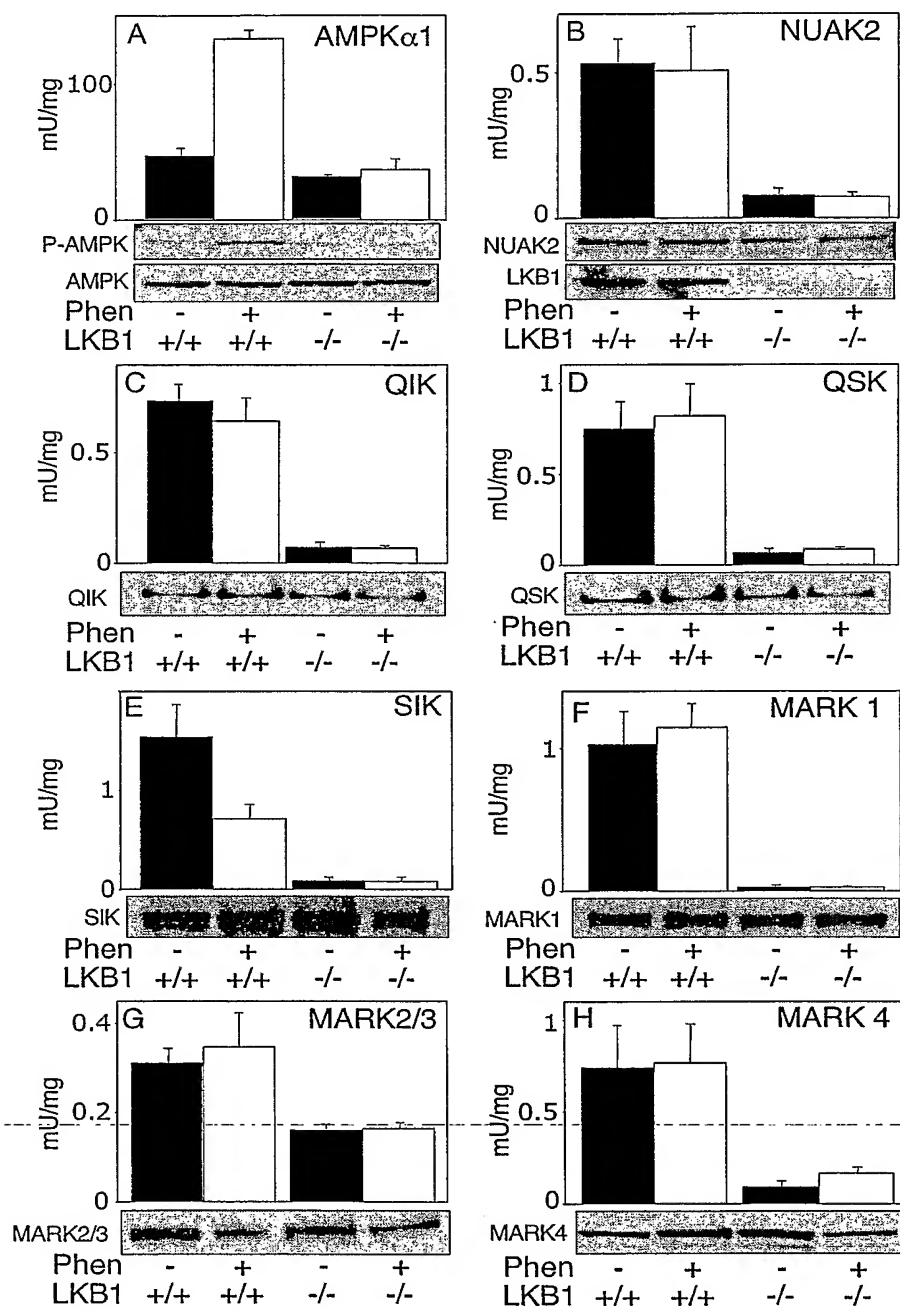 A AMPKα1
mU/mg
100
0
P-AMPK
AMPK
Phen - + - +
LKB1 +/+ +/+ -/- -/-
B NUAK2
mU/mg
0.5
0
NUAK2
LKB1
Phen - + - +
LKB1 +/+ +/+ -/- -/-
C QIK
mU/mg
0.5
0
QIK
Phen - + - +
LKB1 +/+ +/+ -/- -/-
D QSK
mU/mg
1
0.5
0
QSK
Phen - + - +
LKB1 +/+ +/+ -/- -/-
E SIK
mU/mg
1
0
SIK
Phen - + - +
LKB1 +/+ +/+ -/- -/-
F MARK 1
mU/mg
1
0
MARK1
Phen - + - +
LKB1 +/+ +/+ -/- -/-
G MARK2/3
mU/mg
0.4
0.2
0
MARK2/3
Phen - + - +
LKB1 +/+ +/+ -/- -/-
H MARK 4
mU/mg
1
0.5
0
MARK4
Phen - + - +
LKB1 +/+ +/+ -/- -/-